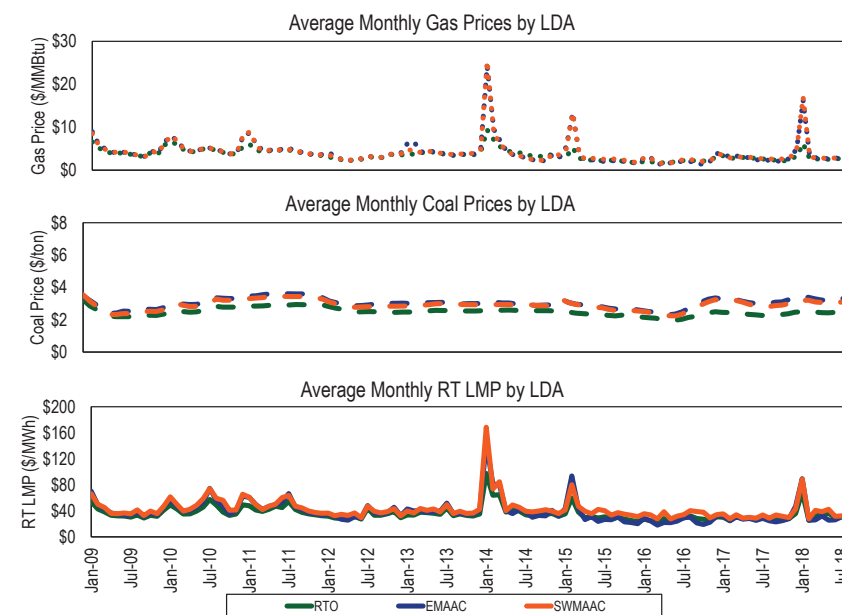 Average Monthly Gas Prices by LDA
Gas Price ($/MMBtu)
$30
$20
$10
$0
Average Monthly Coal Prices by LDA
Coal Price ($/ton)
$8
$6
$4
$2
$0
Average Monthly RT LMP by LDA
RT LMP ($/MWh)
$200
$160
$120
$80
$40
$0
Jan-09
Jul-09
Jan-10
Jul-10
Jan-11
Jul-11
Jan-12
Jul-12
Jan-13
Jul-13
Jan-14
Jul-14
Jan-15
Jul-15
Jan-16
Jul-16
Jan-17
Jul-17
Jan-18
Jul-18
RTO EMAAC SWMAAC